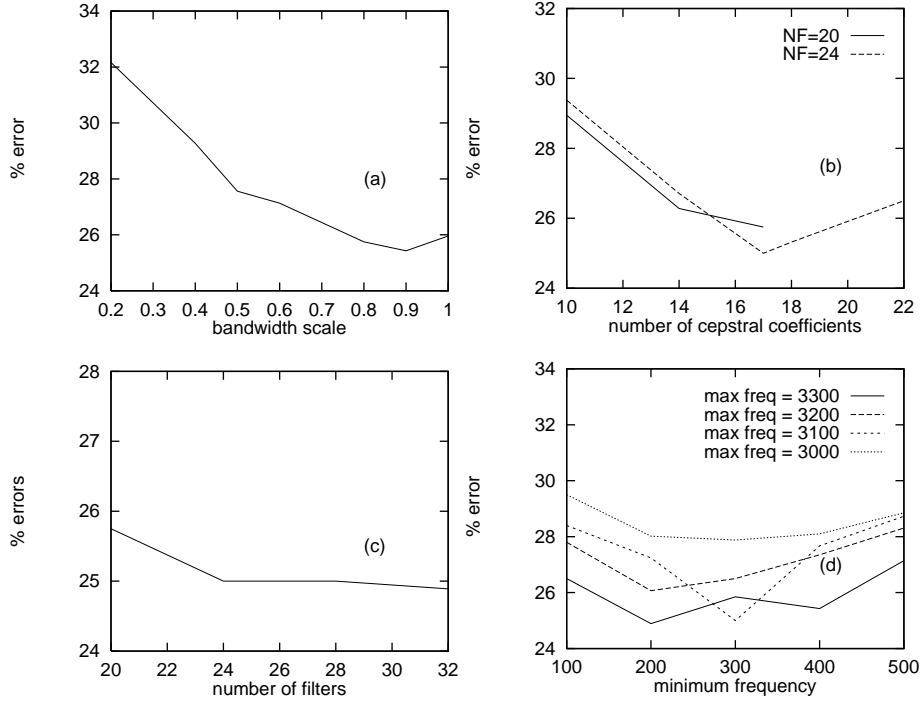 34
32
30
28
26
24
% error
(a)
0.2 0.3 0.4 0.5 0.6 0.7 0.8 0.9 1
bandwidth scale
32
30
28
26
24
% error
NF=20
NF=24
(b)
10 12 14 16 18 20 22
number of cepstral coefficients
28
27
26
25
24
% errors
(c)
20 22 24 26 28 30 32
number of filters
34
32
30
28
26
24
% error
max freq = 3300
max freq = 3200
max freq = 3100
max freq = 3000
(d)
100 200 300 400 500
minimum frequency